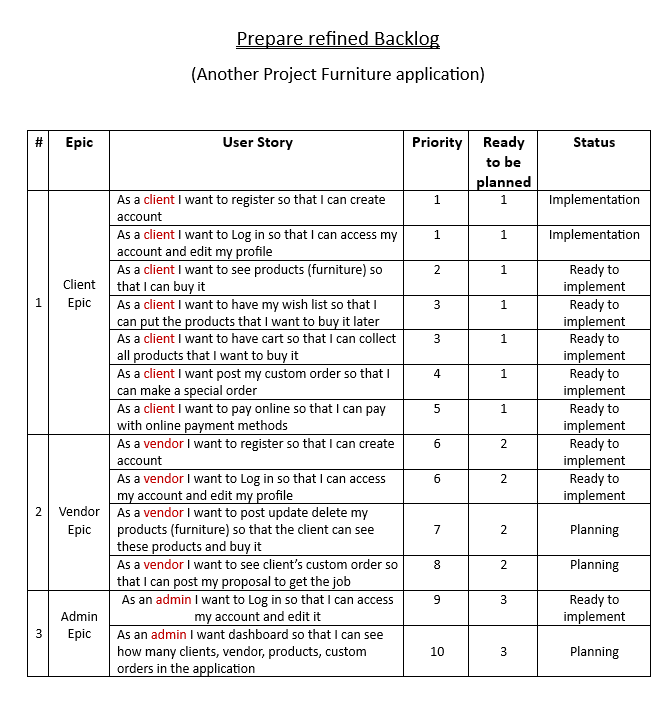 Prepare refined Backlog
(Another Project Furniture application)
# Epic User Story Priority Ready to be planned Status
1 Client Epic
As a client I want to register so that I can create
account
1 1 Implementation
As a client I want to Log in so that I can access my
account and edit my profile
1 1 Implementation
As a client I want to see products (furniture) so
that I can buy it
2 1 Ready to
implement
As a client I want to have my wish list so that I
can put the products that I want to buy it later
3 1 Ready to
implement
As a client I want to have cart so that I can collect
all products that I want to buy it
3 1 Ready to
implement
As a client I want post my custom order so that I
can make a special order
4 1 Ready to
implement
As a client I want to pay online so that I can pay
with online payment methods
5 1 Ready to
implement
2 Vendor Epic
As a vendor I want to register so that I can create
account
6 2 Ready to
implement
As a vendor I want to Log in so that I can access
my account and edit my profile
6 2 Ready to
implement
As a vendor I want to post update delete my
products (furniture) so that the client can see
these products and buy it
7 2 Planning
As a vendor I want to see client's custom order so
that I can post my proposal to get the job
8 2 Planning
3 Admin Epic
As an admin I want to Log in so that I can access
my account and edit it
9 3 Ready to
implement
As an admin I want dashboard so that I can see
how many clients, vendor, products, custom
orders in the application
10 3 Planning